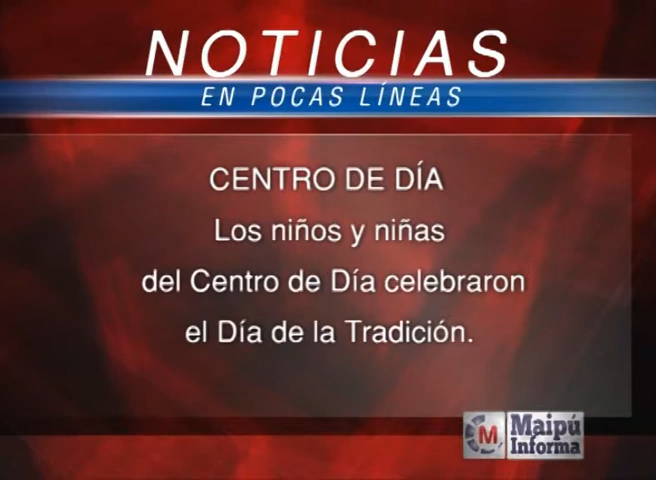 NOTICIAS
EN POCAS LÍNEAS
CENTRO DE DÍA
Los niños y niñas
del Centro de Día celebraron
el Día de la Tradición.
M
Maipú
Informa